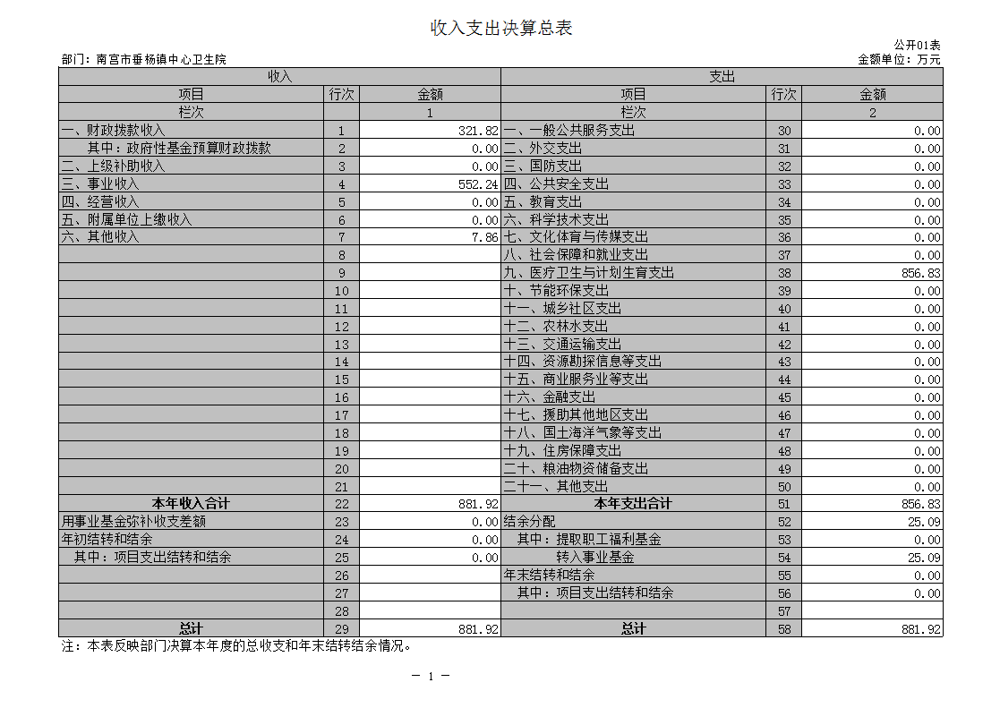 收入支出决算总表
公开01表
部门：南宫市垂杨镇中心卫生院 金额单位：万元
收入 支出
项目 行次 金额 项目 行次 金额
栏次 1 栏次 2
一、财政拨款收入 1 321.82 一、一般公共服务支出 30 0.00
其中：政府性基金预算财政拨款 2 0.00 二、外交支出 31 0.00
二、上级补助收入 3 0.00 三、国防支出 32 0.00
三、事业收入 4 552.24 四、公共安全支出 33 0.00
四、经营收入 5 0.00 五、教育支出 34 0.00
五、附属单位上缴收入 6 0.00 六、科学技术支出 35 0.00
六、其他收入 7 7.86 七、文化体育与传媒支出 36 0.00
8 八、社会保障和就业支出 37 0.00
9 九、医疗卫生与计划生育支出 38 856.83
10 十、节能环保支出 39 0.00
11 十一、城乡社区支出 40 0.00
12 十二、农林水支出 41 0.00
13 十三、交通运输支出 42 0.00
14 十四、资源勘探信息等支出 43 0.00
15 十五、商业服务业等支出 44 0.00
16 十六、金融支出 45 0.00
17 十七、援助其他地区支出 46 0.00
18 十八、国土海洋气象等支出 47 0.00
19 十九、住房保障支出 48 0.00
20 二十、粮油物资储备支出 49 0.00
21 二十一、其他支出 50 0.00
本年收入合计 22 881.92 本年支出合计 51 856.83
用事业基金弥补收支差额 23 0.00 结余分配 52 25.09
年初结转和结余 24 0.00 其中：提取职工福利基金 53 0.00
其中：项目支出结转和结余 25 0.00 转入事业基金 54 25.09
26 年末结转和结余 55 0.00
27 其中：项目支出结转和结余 56 0.00
28 57
总计 29 881.92 总计 58 881.92
注：本表反映部门决算本年度的总收支和年末结转结余情况。
— 1 —